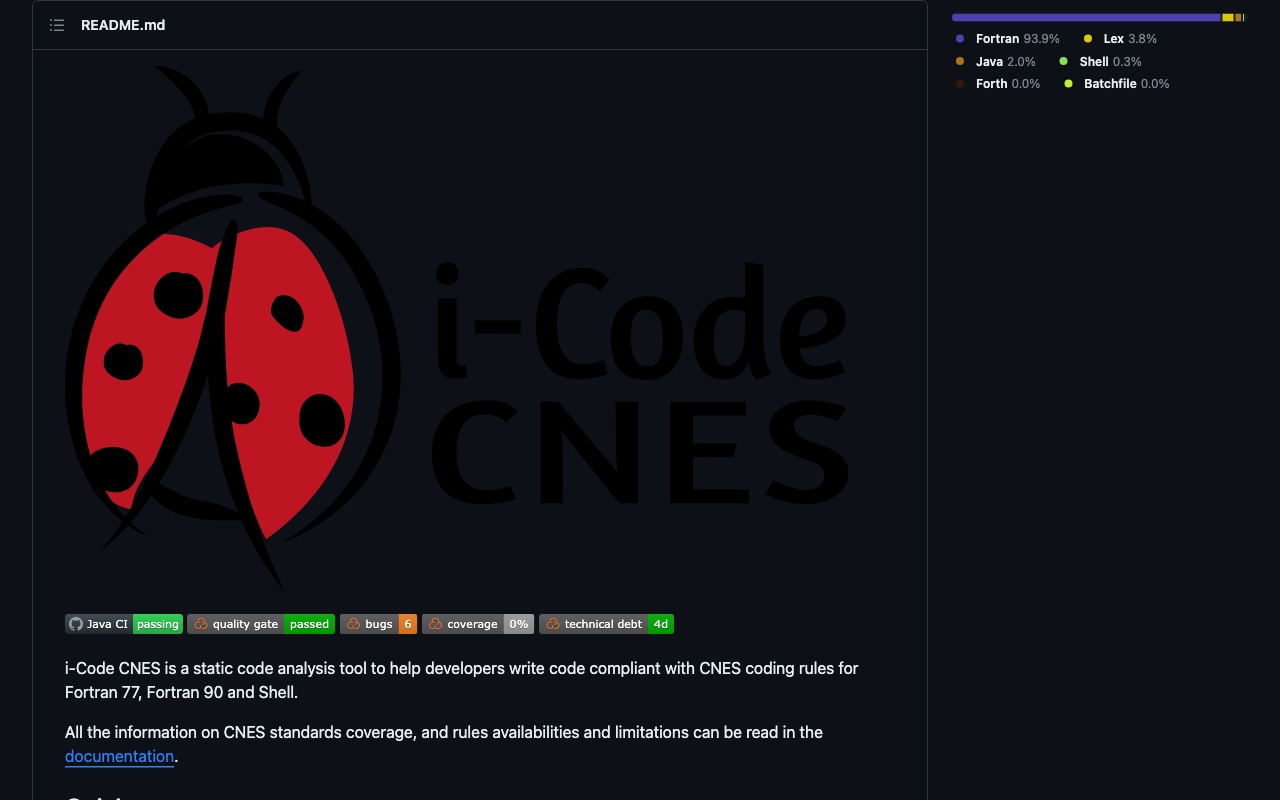 README.md
i-Code
CNES
Java CI passing quality gate passed bugs 6 coverage 0% technical debt 4d
i-Code CNES is a static code analysis tool to help developers write code compliant with CNES coding rules for
Fortran 77, Fortran 90 and Shell.
All the information on CNES standards coverage, and rules availabilities and limitations can be read in the
documentation.
Fortran 93.9% Lex 3.8%
Java 2.0% Shell 0.3%
Forth 0.0% Batchfile 0.0%